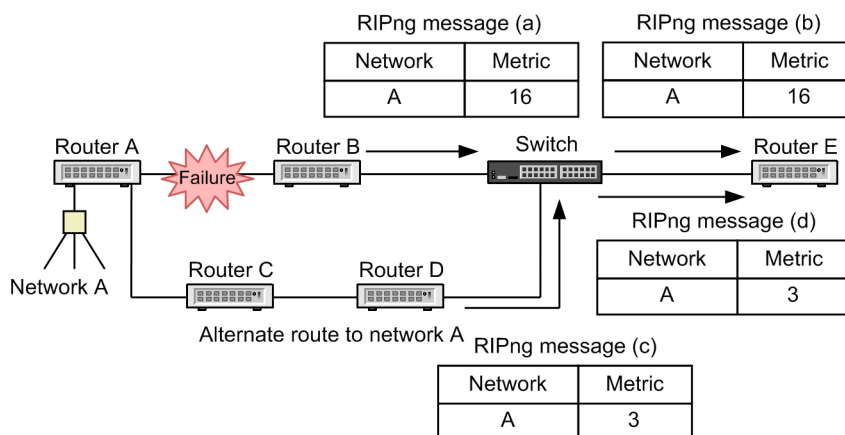 RIPng message (a)
Network Metric
A 16
RIPng message (b)
Network Metric
A 16
Router A
Failure
Router B
Switch
Router E
Network A
Router C
Router D
Alternate route to network A
RIPng message (d)
Network Metric
A 3
RIPng message (c)
Network Metric
A 3